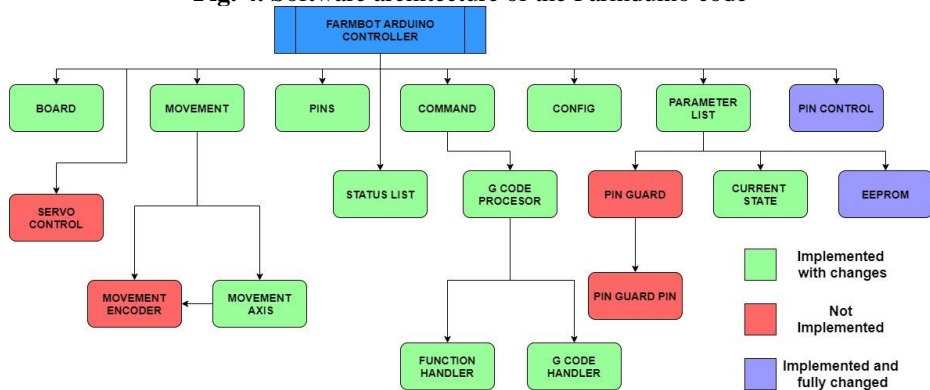 Fig. 4. Software architecture of the Farmduino code
FARMBOT ARDUINO
CONTROLLER
BOARD
MOVEMENT
PINS
COMMAND
CONFIG
PARAMETER
LIST
PIN CONTROL
SERVO
CONTROL
STATUS LIST
G CODE
PROCESOR
PIN GUARD
CURRENT
STATE
EEPROM
MOVEMENT
ENCODER
MOVEMENT
AXIS
PIN GUARD PIN
FUNCTION
HANDLER
G CODE
HANDLER
Implemented
with changes
Not
Implemented
Implemented and
fully changed